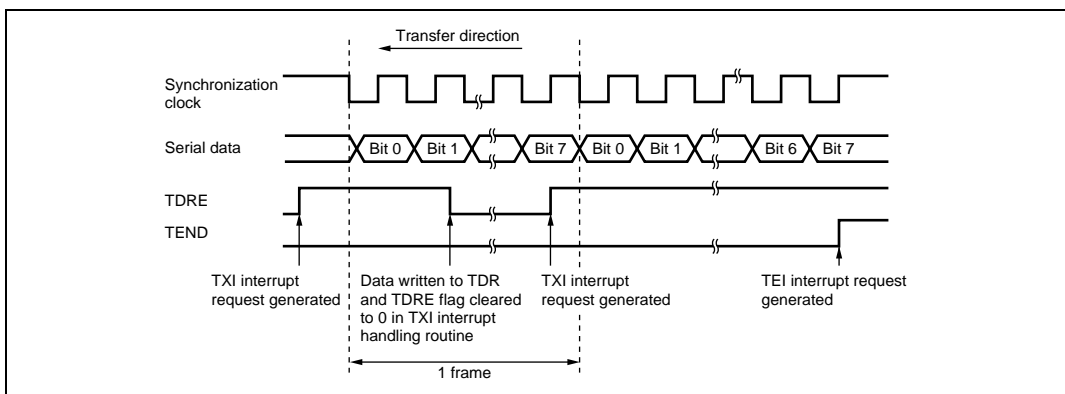 Transfer direction
Synchronization
clock
Serial data
Bit 0
Bit 1
Bit 7
Bit 0
Bit 1
Bit 6
Bit 7
TDRE
TEND
TXI interrupt
request generated
Data written to TDR
and TDRE flag cleared
to 0 in TXI interrupt
handling routine
TXI interrupt
request generated
TEI interrupt request
generated
1 frame